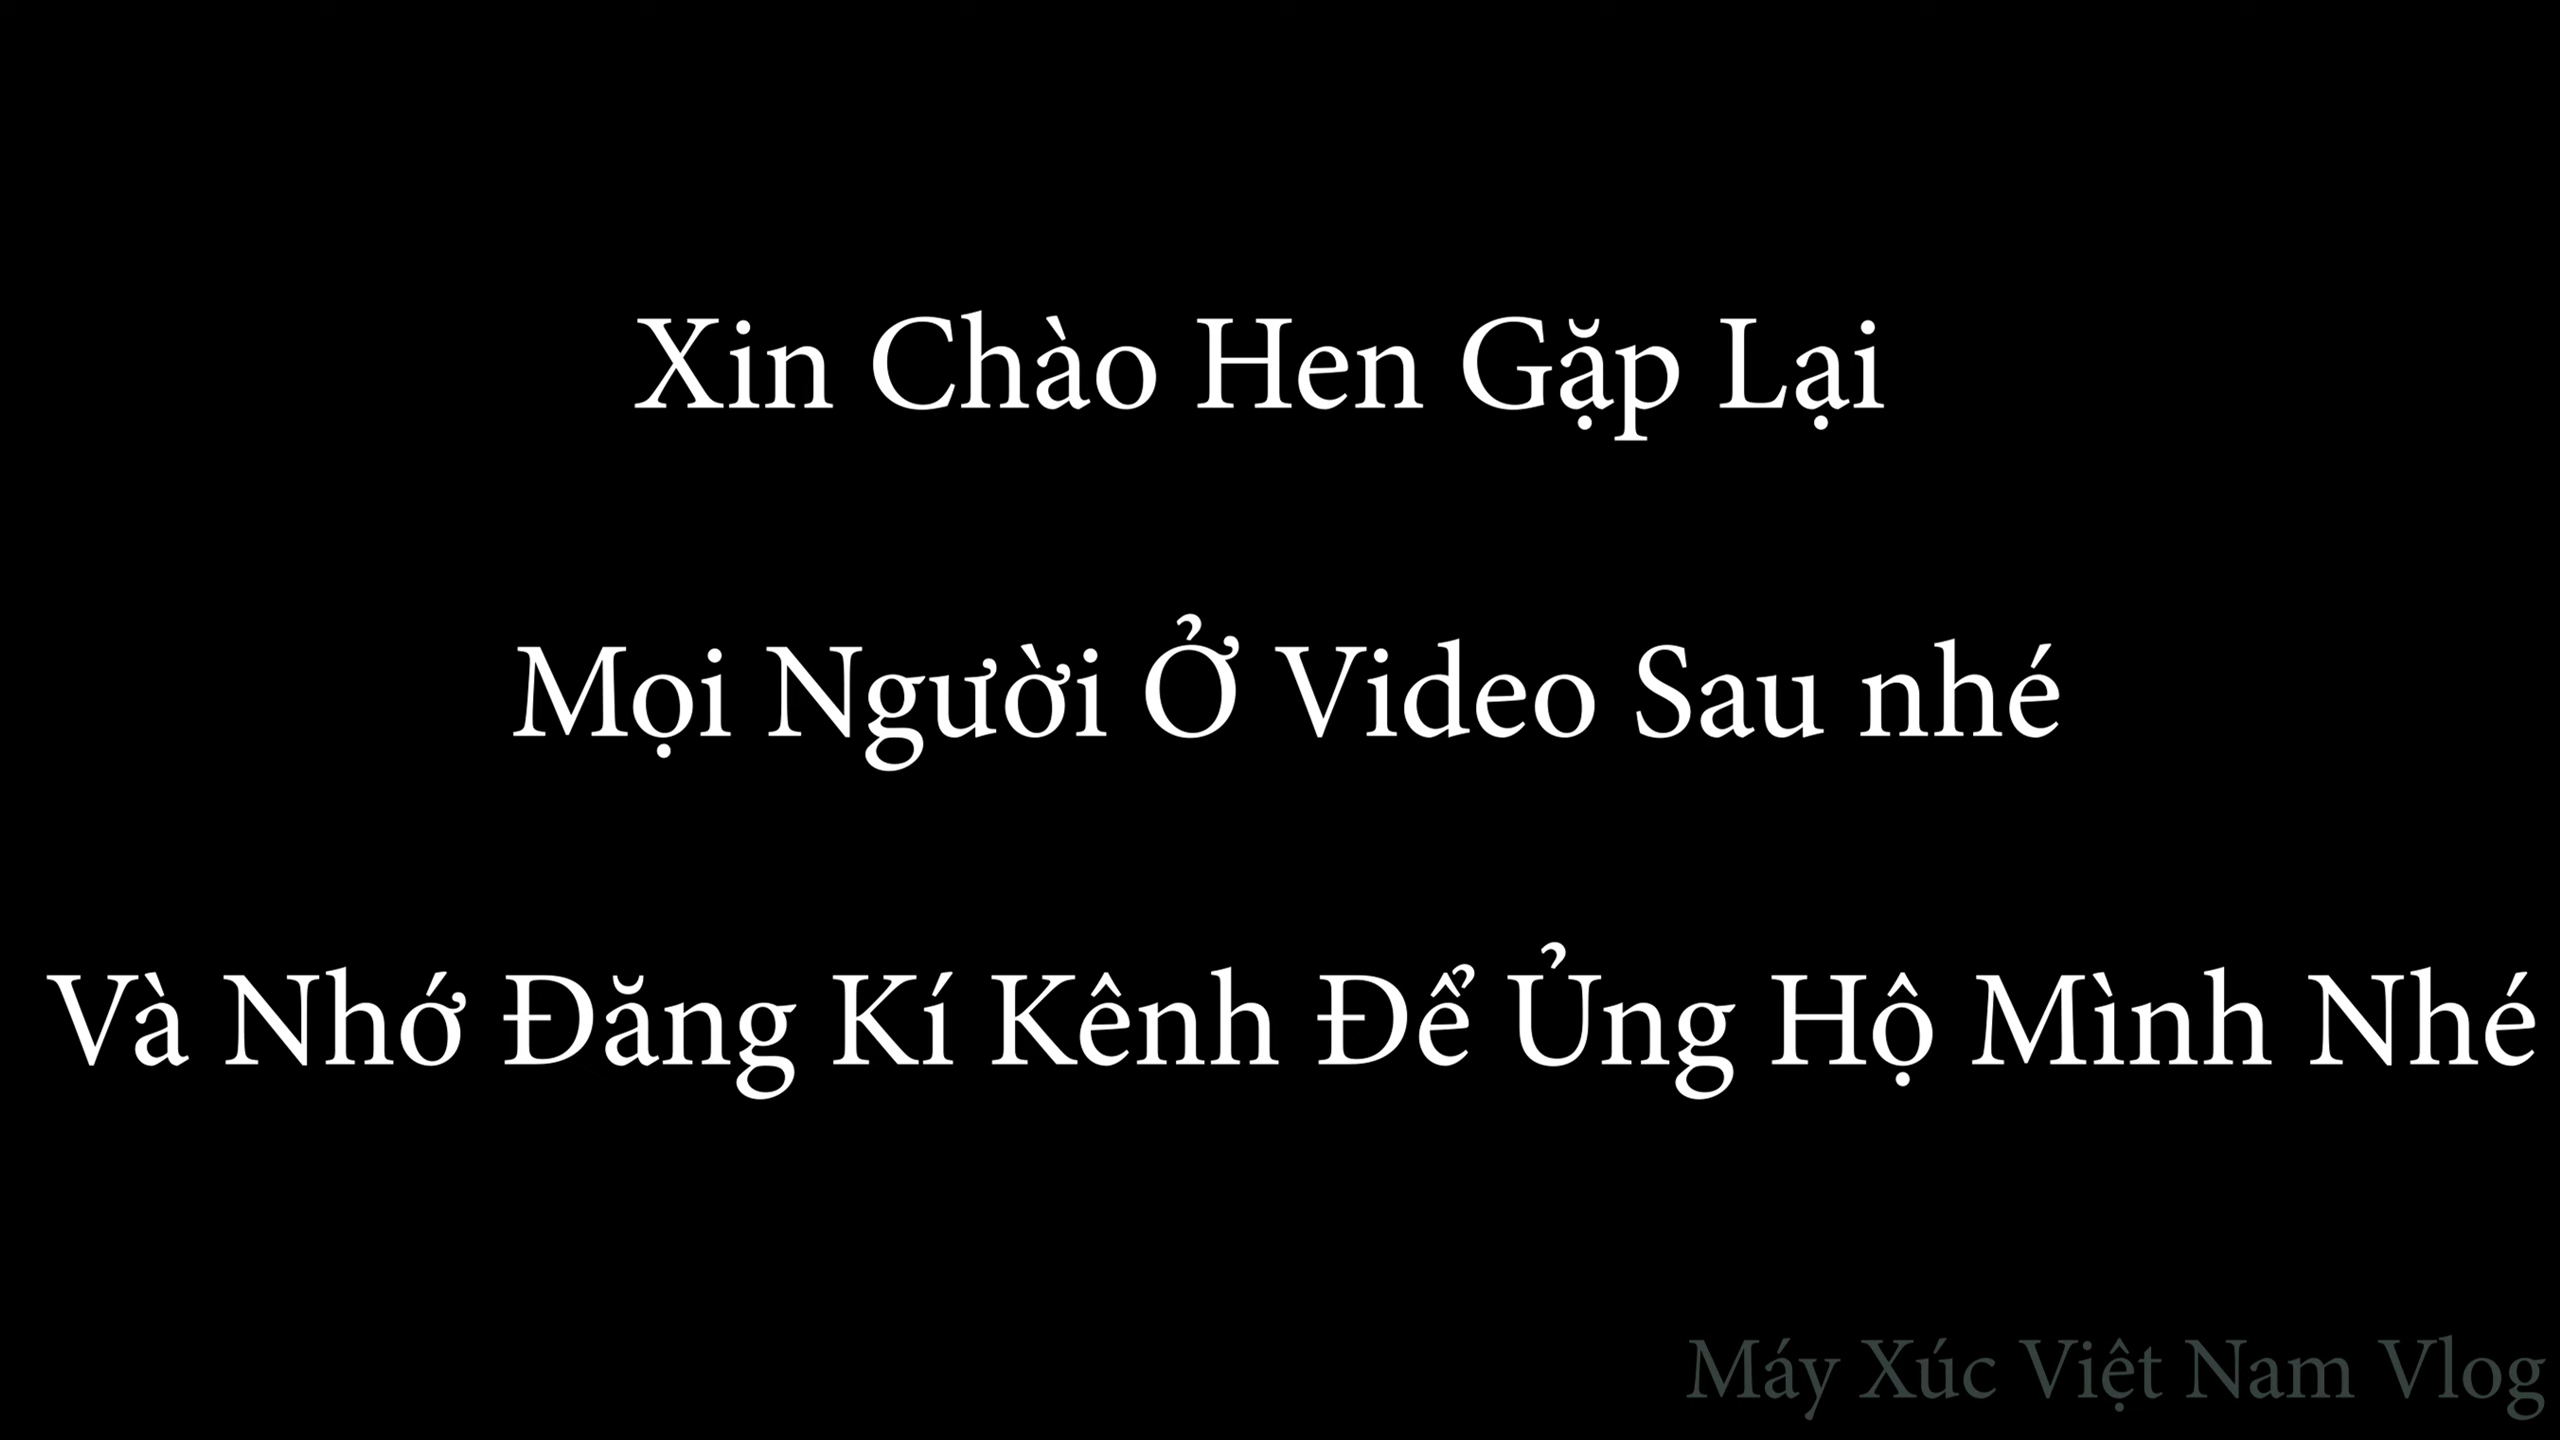 Xin Chào Hen Gặp Lại
Mọi Người Ở Video Sau nhé
Và Nhớ Đăng Kí Kênh Để Ủng Hộ Mình Nhé
Máy Xúc Việt Nam Vlog